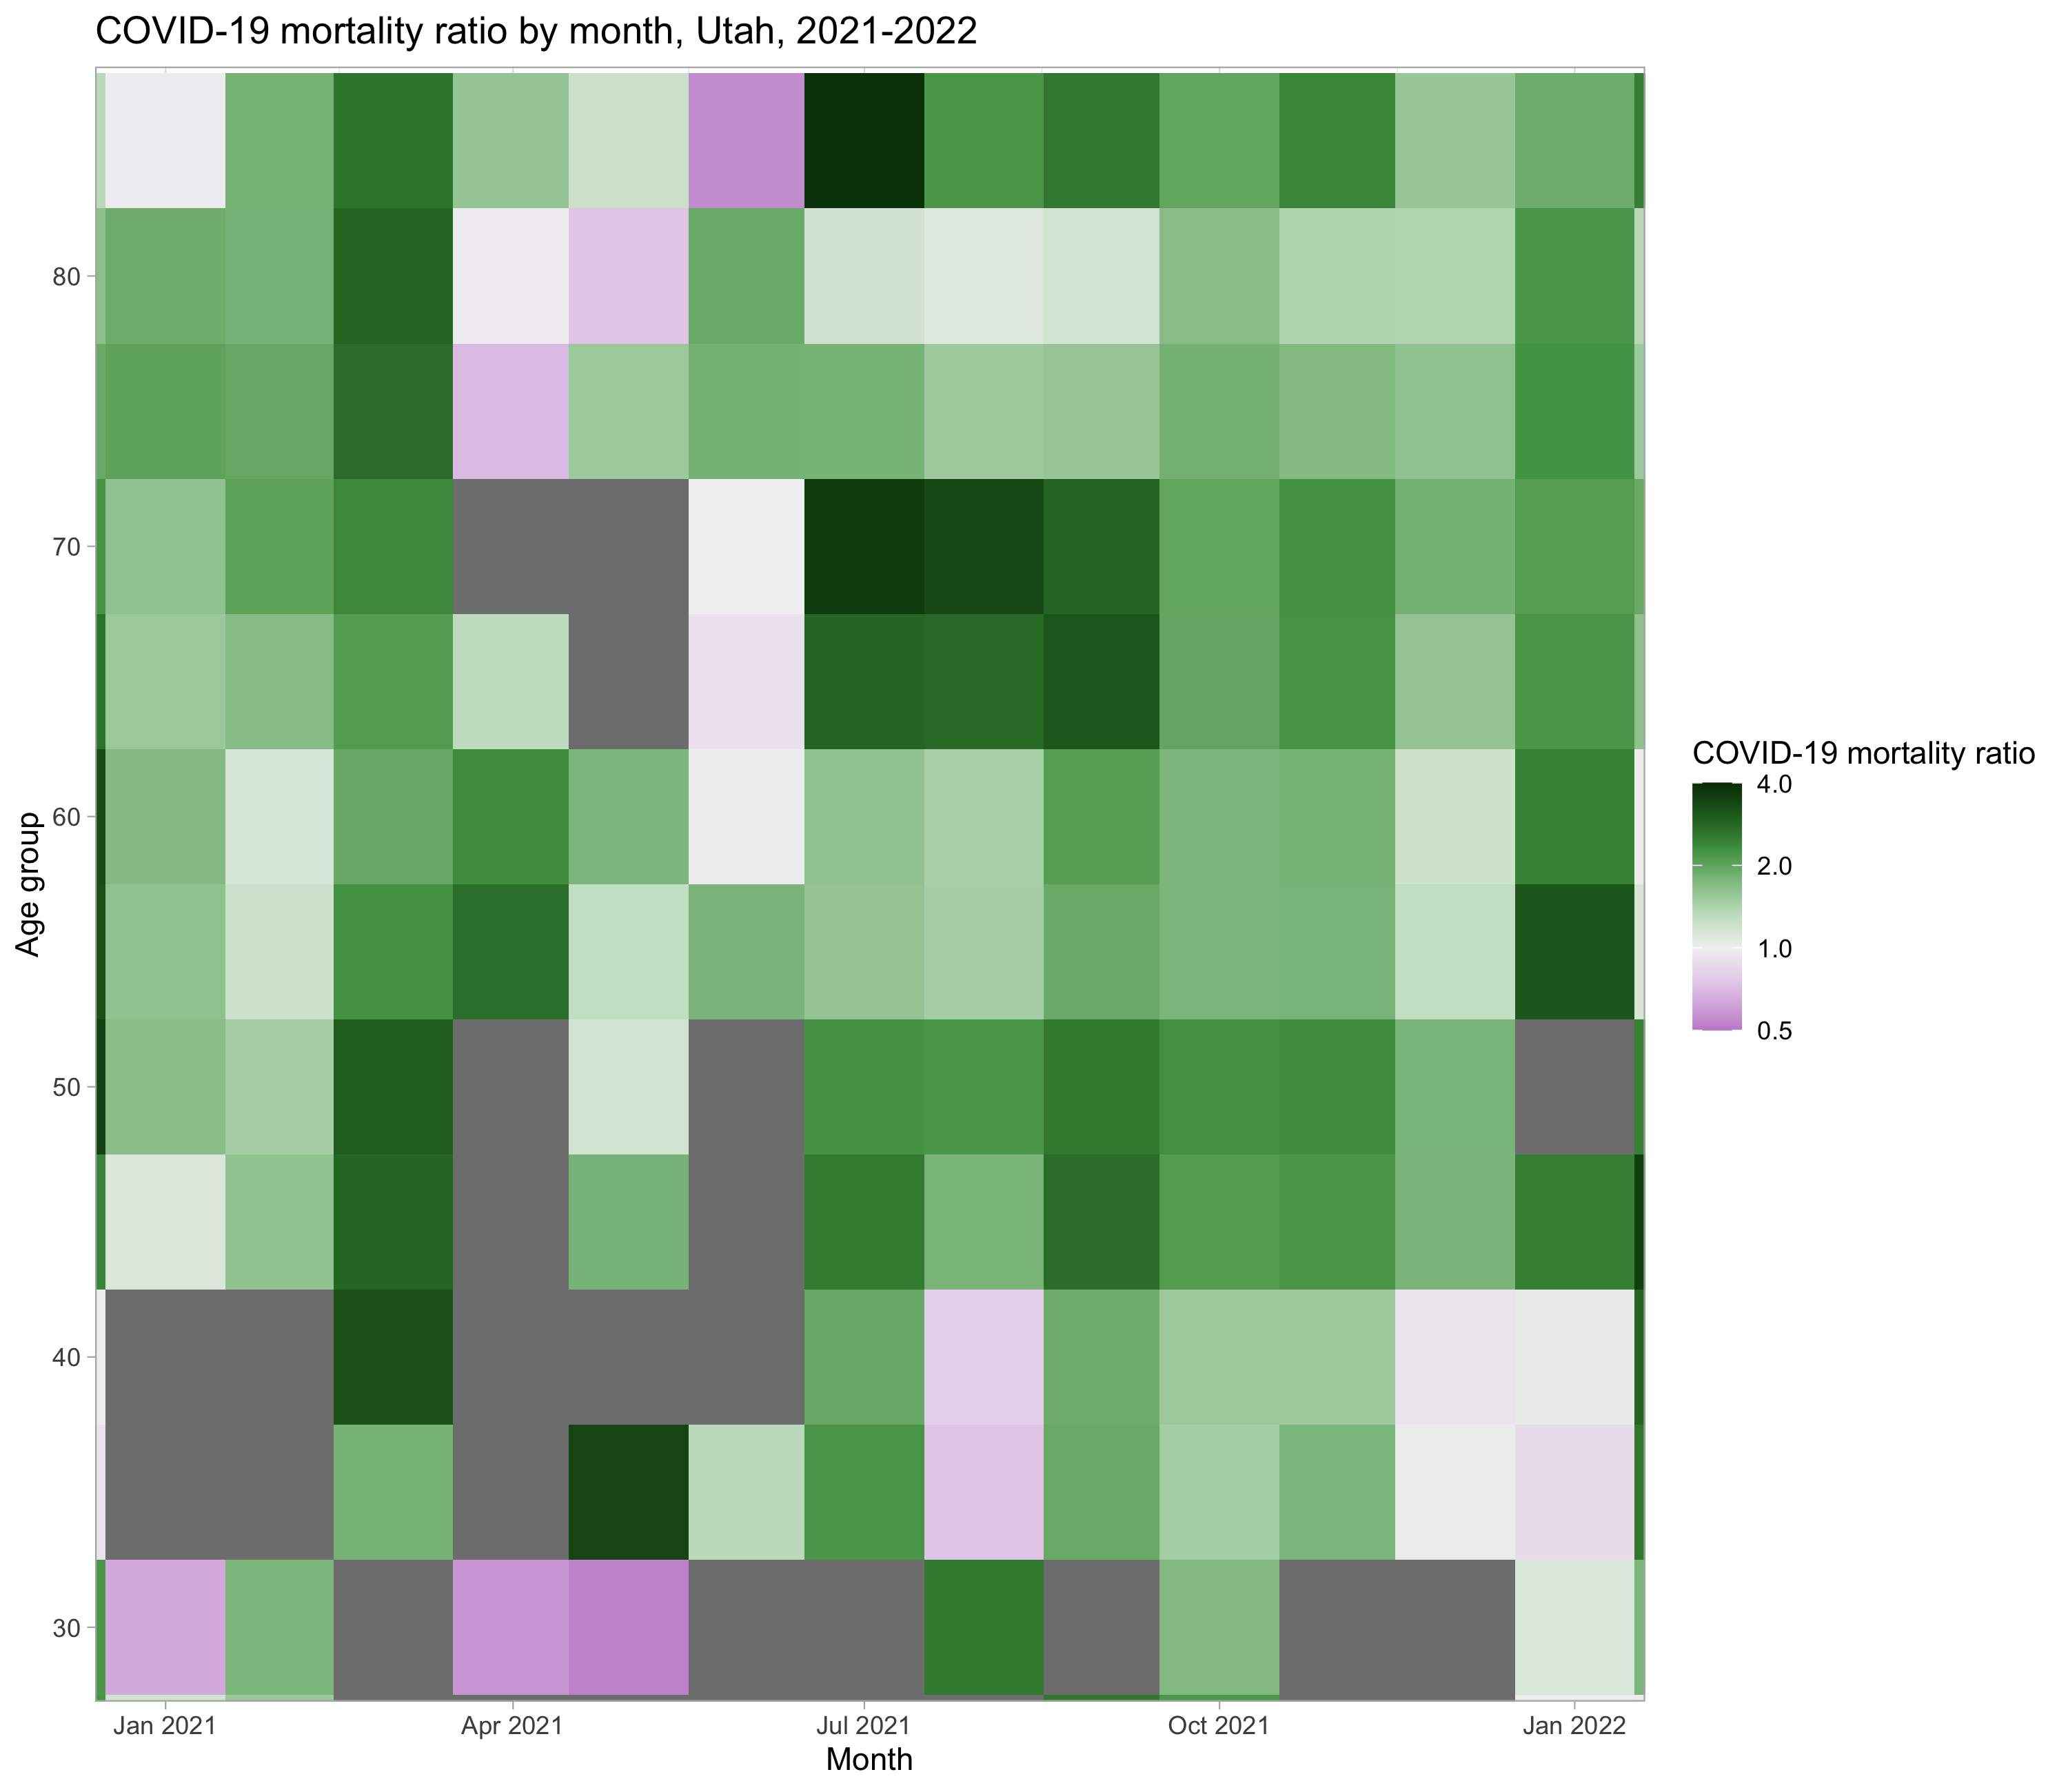 COVID-19 mortality ratio by month, Utah, 2021-2022
80
70
60
50
40
30
Age group
Jan 2021
Apr 2021
Jul 2021
Oct 2021
Jan 2022
Month
COVID-19 mortality ratio
4.0
2.0
1.0
0.5